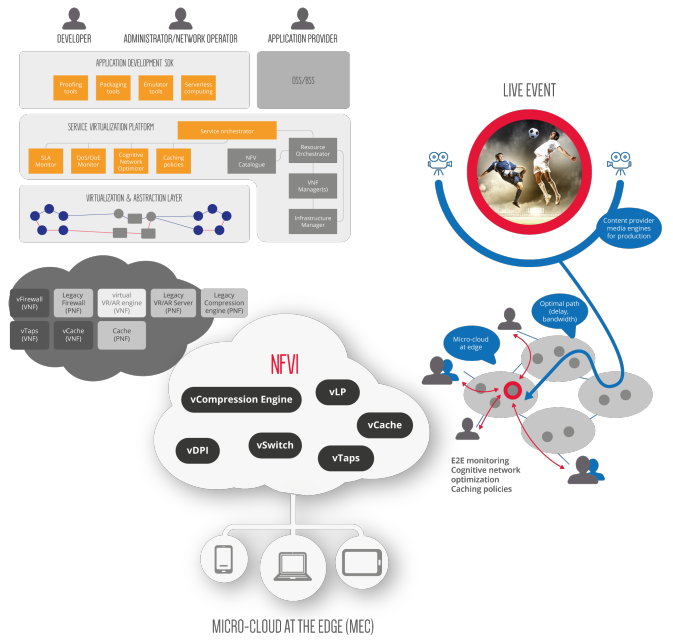 DEVELOPER
ADMINISTRATOR/NETWORK OPERATOR
APPLICATION PROVIDER
APPLICATION DEVELOPMENT SDK
Proofing
tools
Packaging
tools
Emulator
tools
Serverless
computing
OSS/BSS
SERVICE VIRTUALIZATION PLATFORM
Service orchestrator
SLA
Monitor
QoS/QoE
Monitor
Cognitive
Network
Optimizer
Caching
policies
NFV
Catalogue
Resource
Orchestrator
VNF
Manager(s)
Infrastructure
Manager
VIRTUALIZATION & ABSTRACTION LAYER
vFirewall
(VNF)
Legacy
Firewall
(PNF)
virtual
VR/AR engine
(VNF)
Legacy
VR/AR Server
(PNF)
Legacy
Compression
engine (PNF)
vTaps
(VNF)
vCache
(VNF)
Cache
(PNF)
NFVI
vCompression Engine
vLP
vCache
vDPI
vSwitch
vTaps
MICRO-CLOUD AT THE EDGE (MEC)
LIVE EVENT
Content provider
media engines
for production
Optimal path
(delay,
bandwidth)
Micro-cloud
at edge
E2E monitoring
Cognitive network
optimization
Caching policies